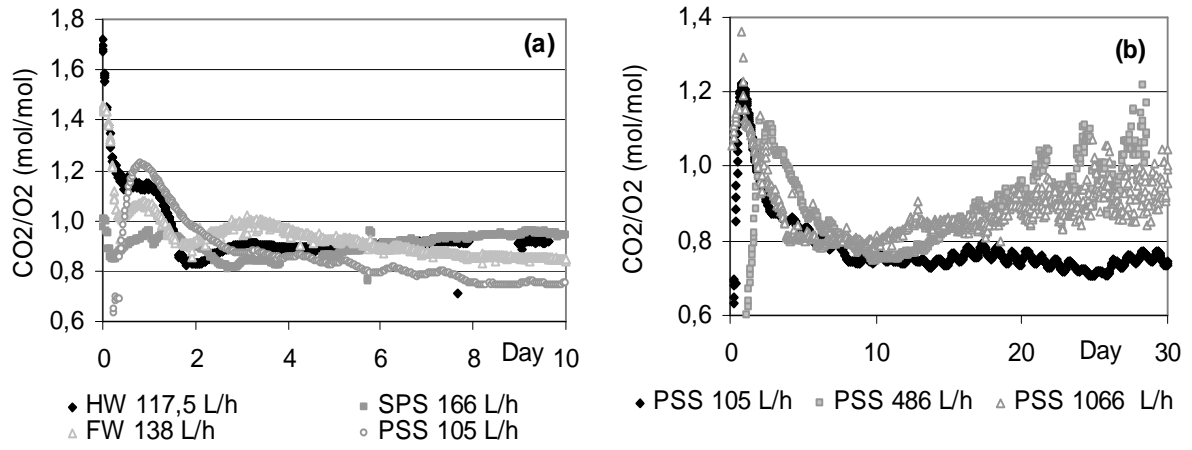 (a)
CO2/O2 (mol/mol)
1,8
1,6
1,4
1,2
1,0
0,8
0,6
0 2 4 6 8 Day 10
HW 117,5 L/h SPS 166 L/h
FW 138 L/h PSS 105 L/h
(b)
CO2/O2 (mol/mol)
1,4
1,2
1,0
0,8
0,6
0 10 20 Day 30
PSS 105 L/h PSS 486 L/h PSS 1066 L/h